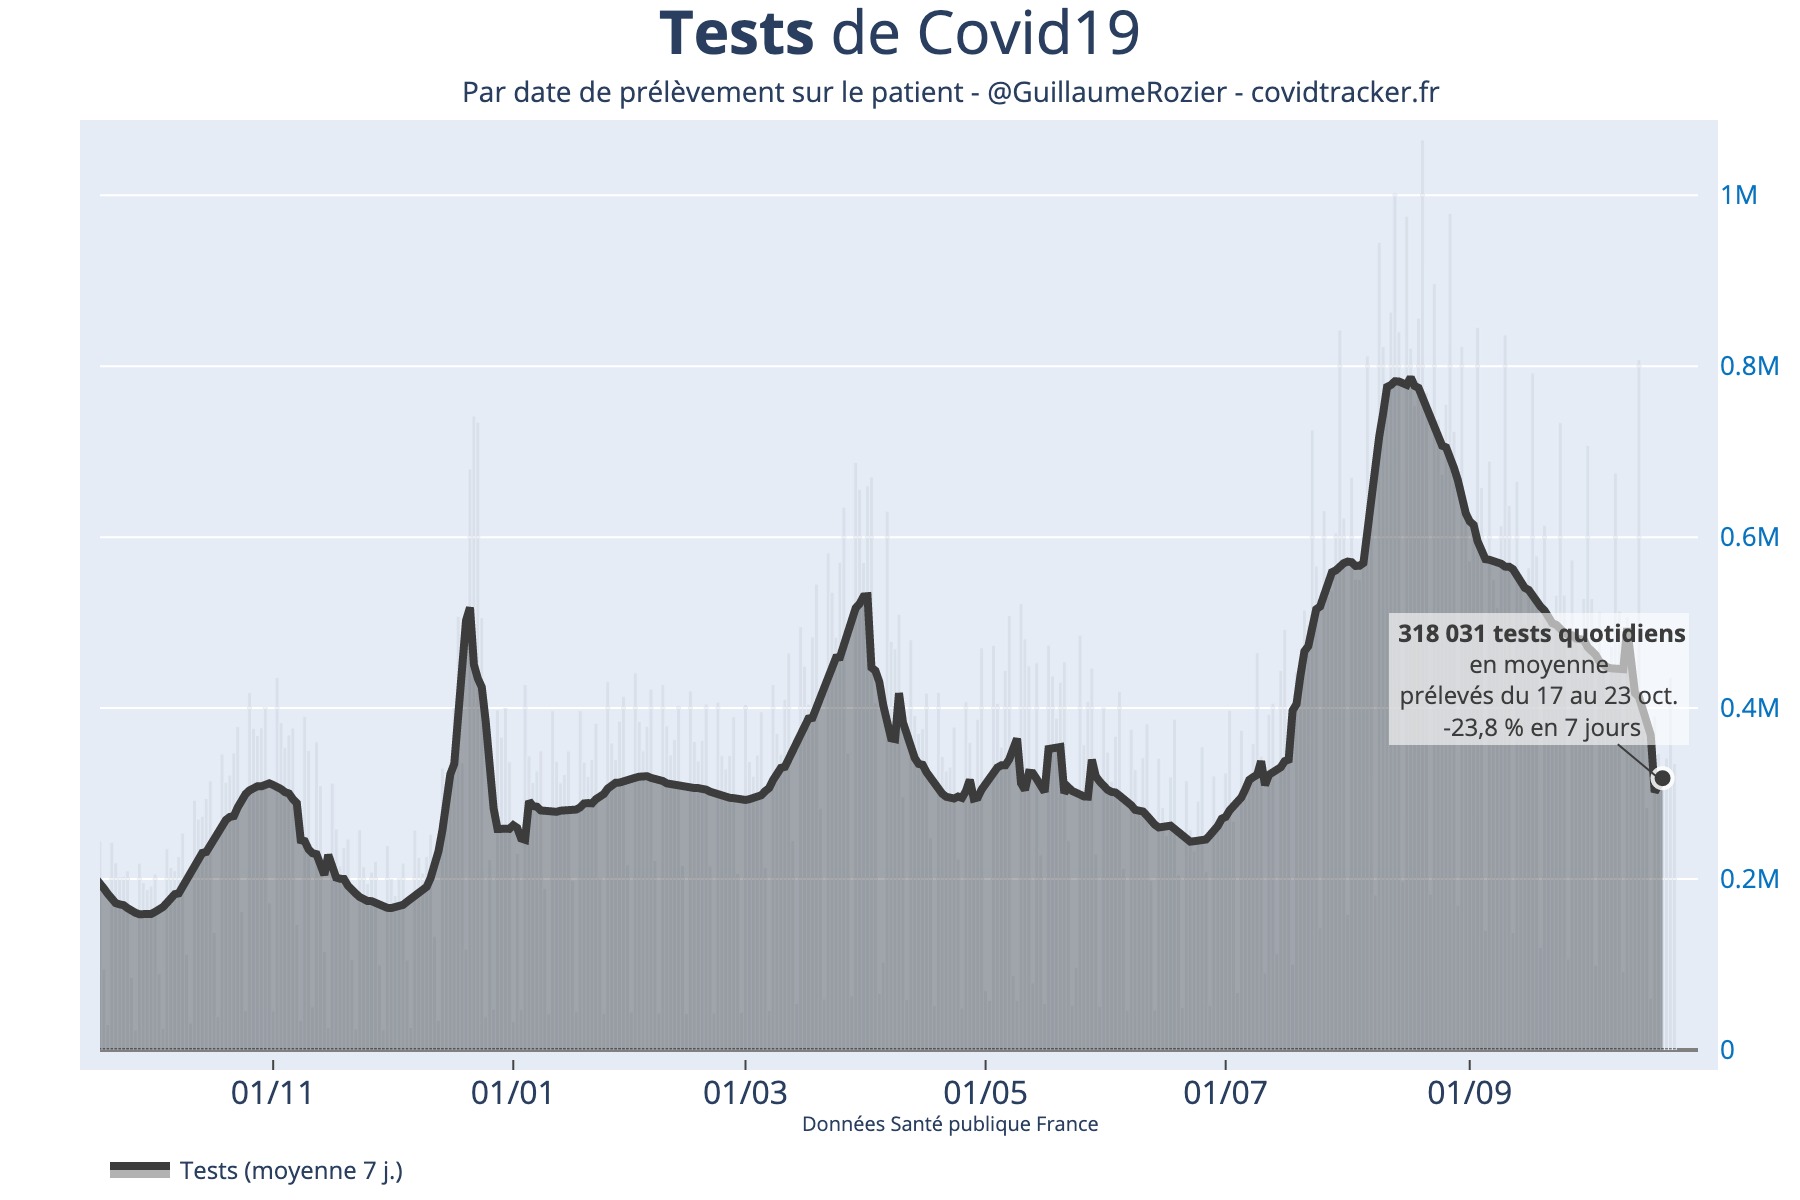 Tests de Covid19
Par date de prélèvement sur le patient - @GuillaumeRozier - covidtracker.fr
1M
0.8M
0.6M
318 031 tests quotidiens
en moyenne
prélevés du 17 au 23 oct.
-23,8 % en 7 jours
0.4M
0.2M
0
01/11 01/01 01/03 01/05 01/07 01/09
Données Santé publique France
Tests (moyenne 7 j.)